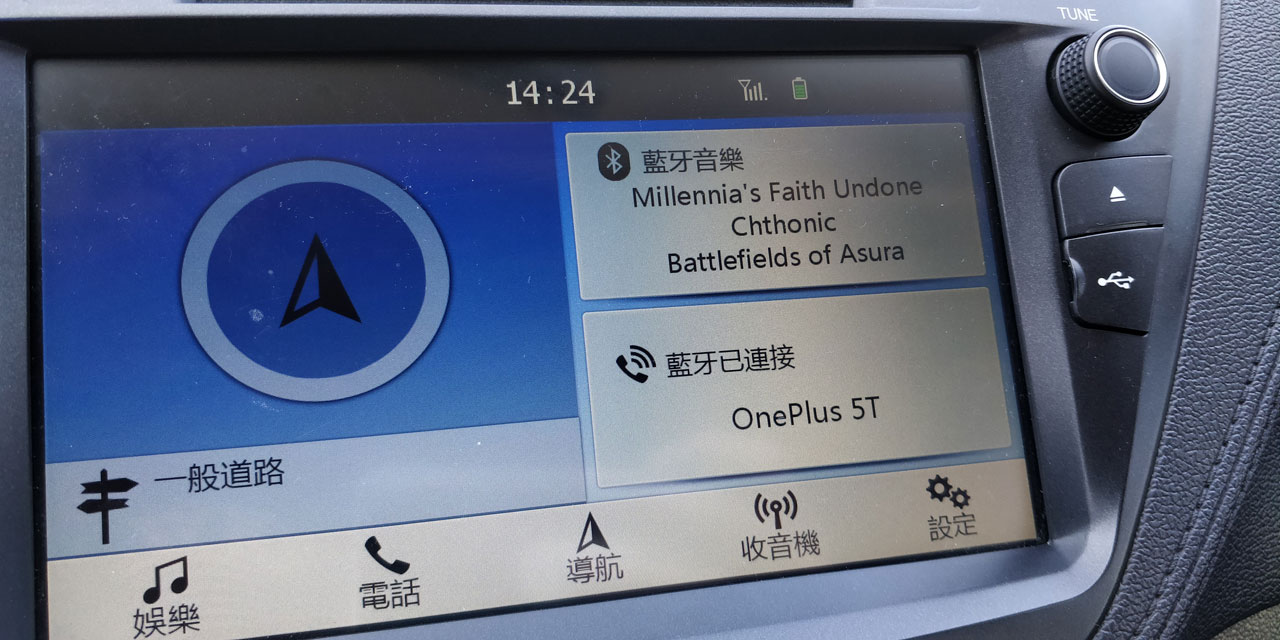 TUNE
14:24
藍牙音樂
Millennia's Faith Undone
Chthonic
Battlefields of Asura
藍牙已連接
OnePlus 5T
一般道路
娛樂
電話
導航
收音機
設定